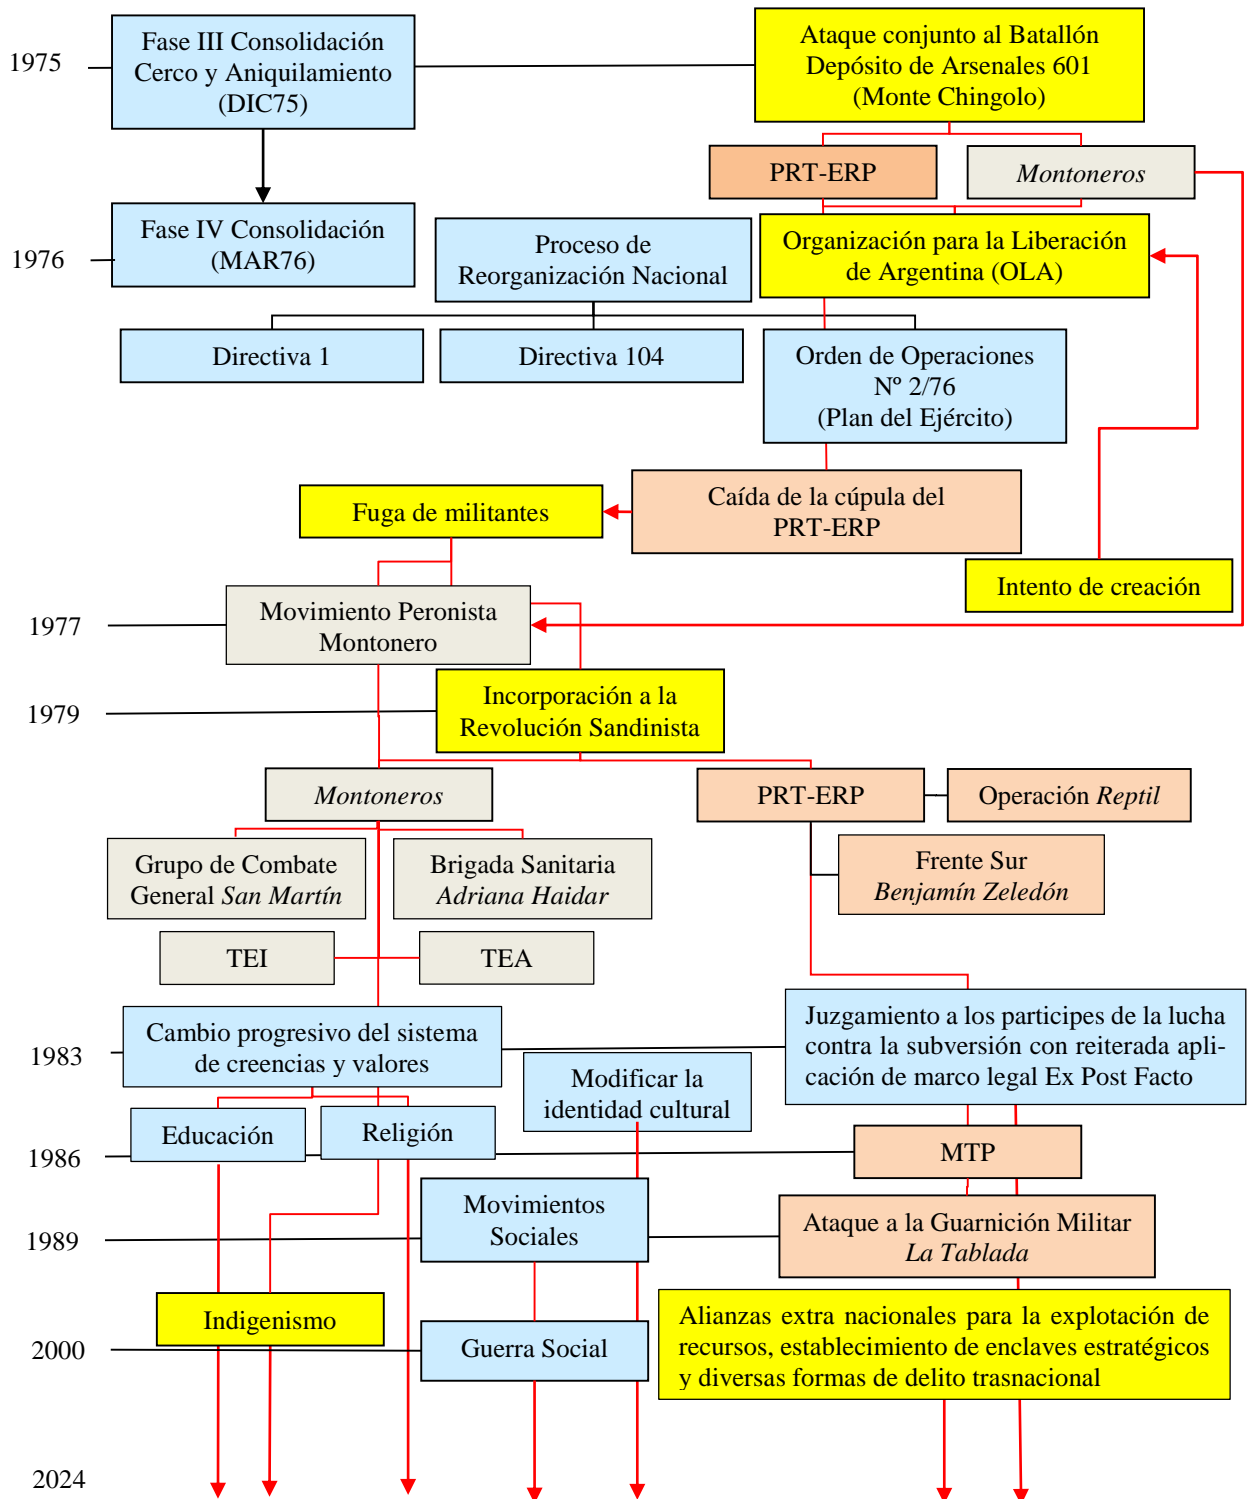 1975
Fase III Consolidación
Cerco y Aniquilamiento
(DIC75)
Ataque conjunto al Batallón
Depósito de Arsenales 601
(Monte Chingolo)
PRT-ERP
Montoneros
1976
Fase IV Consolidación
(MAR76)
Proceso de
Reorganización Nacional
Organización para la Liberación
de Argentina (OLA)
Directiva 1
Directiva 104
Orden de Operaciones
Nº 2/76
(Plan del Ejército)
Fuga de militantes
Caída de la cúpula del
PRT-ERP
Intento de creación
1977
Movimiento Peronista
Montonero
1979
Incorporación a la
Revolución Sandinista
Montoneros
PRT-ERP
Operación Reptil
Grupo de Combate
General San Martín
Brigada Sanitaria
Adriana Haidar
Frente Sur
Benjamín Zeledón
TEI
TEA
1983
Cambio progresivo del sistema
de creencias y valores
Modificar la
identidad cultural
Juzgamiento a los participes de la lucha
contra la subversión con reiterada apli-
cación de marco legal Ex Post Facto
Educación
Religión
1986
MTP
1989
Movimientos
Sociales
Ataque a la Guarnición Militar
La Tablada
Indigenismo
2000
Guerra Social
Alianzas extra nacionales para la explotación de
recursos, establecimiento de enclaves estratégicos
y diversas formas de delito trasnacional
2024